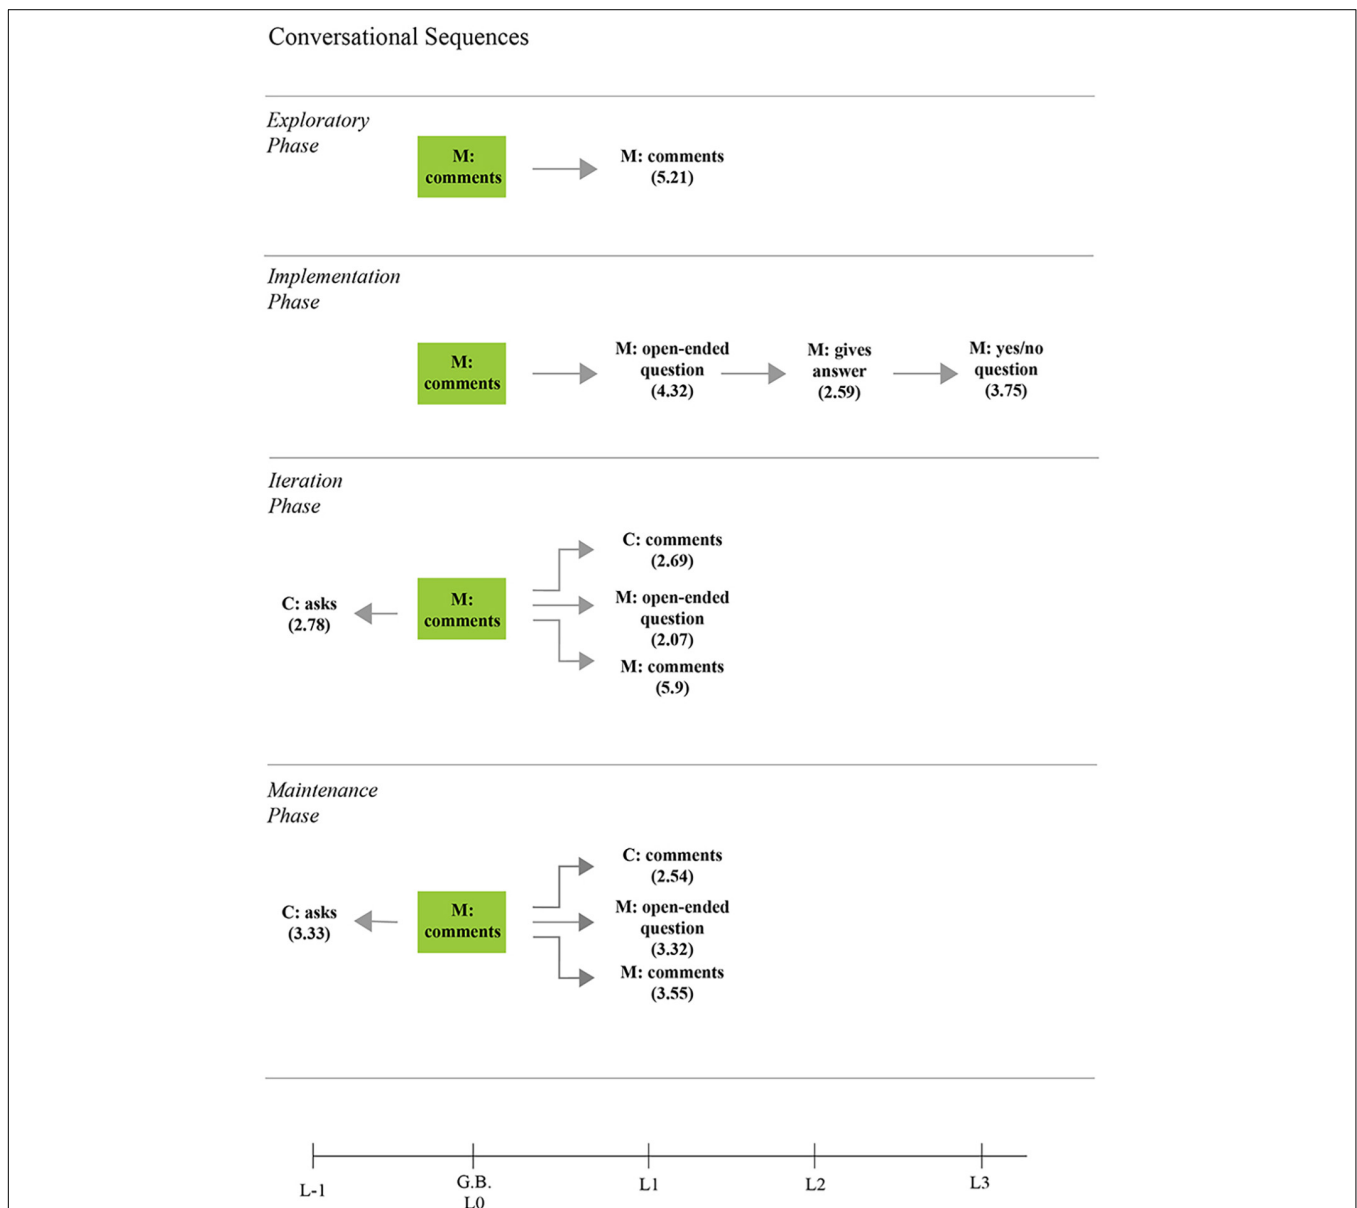 Conversational Sequences
Exploratory
Phase
M:
comments
M: comments
(5.21)
Implementation
Phase
M:
comments
M: open-ended
question
(4.32)
M: gives
answer
(2.59)
M: yes/no
question
(3.75)
Iteration
Phase
C: asks
(2.78)
M:
comments
C: comments
(2.69)
M: open-ended
question
(2.07)
M: comments
(5.9)
Maintenance
Phase
C: asks
(3.33)
M:
comments
C: comments
(2.54)
M: open-ended
question
(3.32)
M: comments
(3.55)
L-1
G.B.
L0
L1
L2
L3